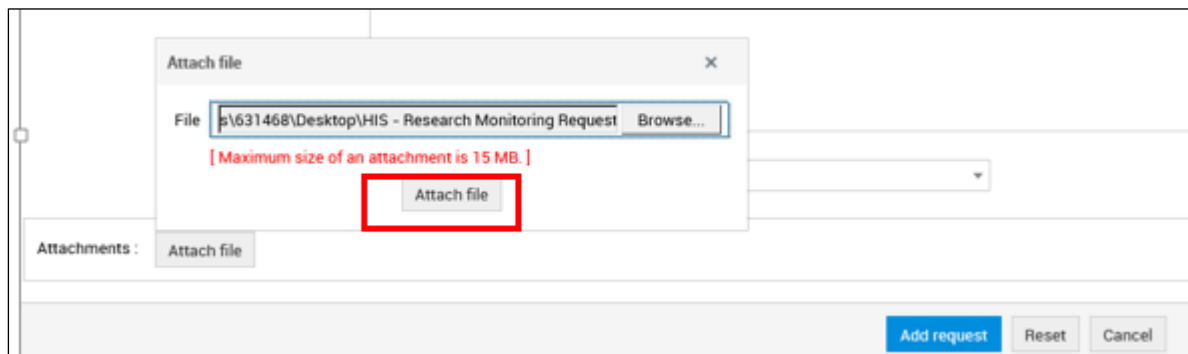 Attach file ×
File s\631468\Desktop\HIS - Research Monitoring Request Browse...
[ Maximum size of an attachment is 15 MB. ]
Attach file
Attachments : Attach file
Add request Reset Cancel